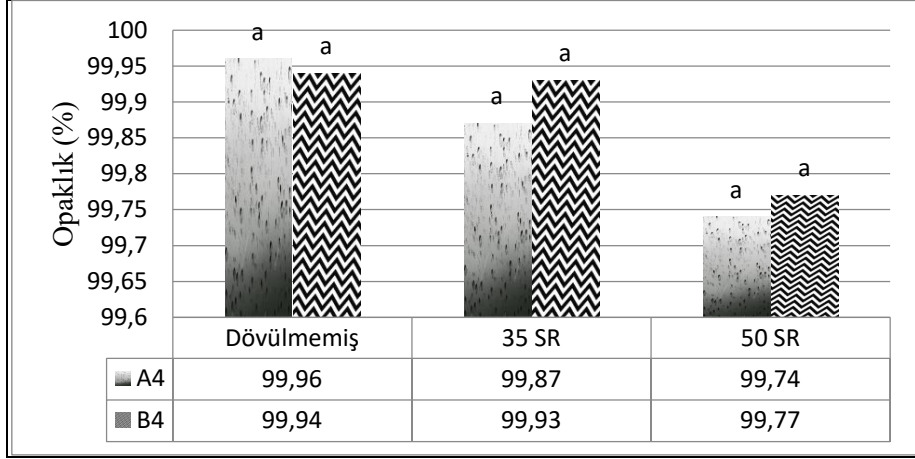 Opaklık (%)
100
99,95
99,9
99,85
99,8
99,75
99,7
99,65
99,6
a a a a a a
Dövülmemiş 35 SR 50 SR
A4 99,96 99,87 99,74
B4 99,94 99,93 99,77